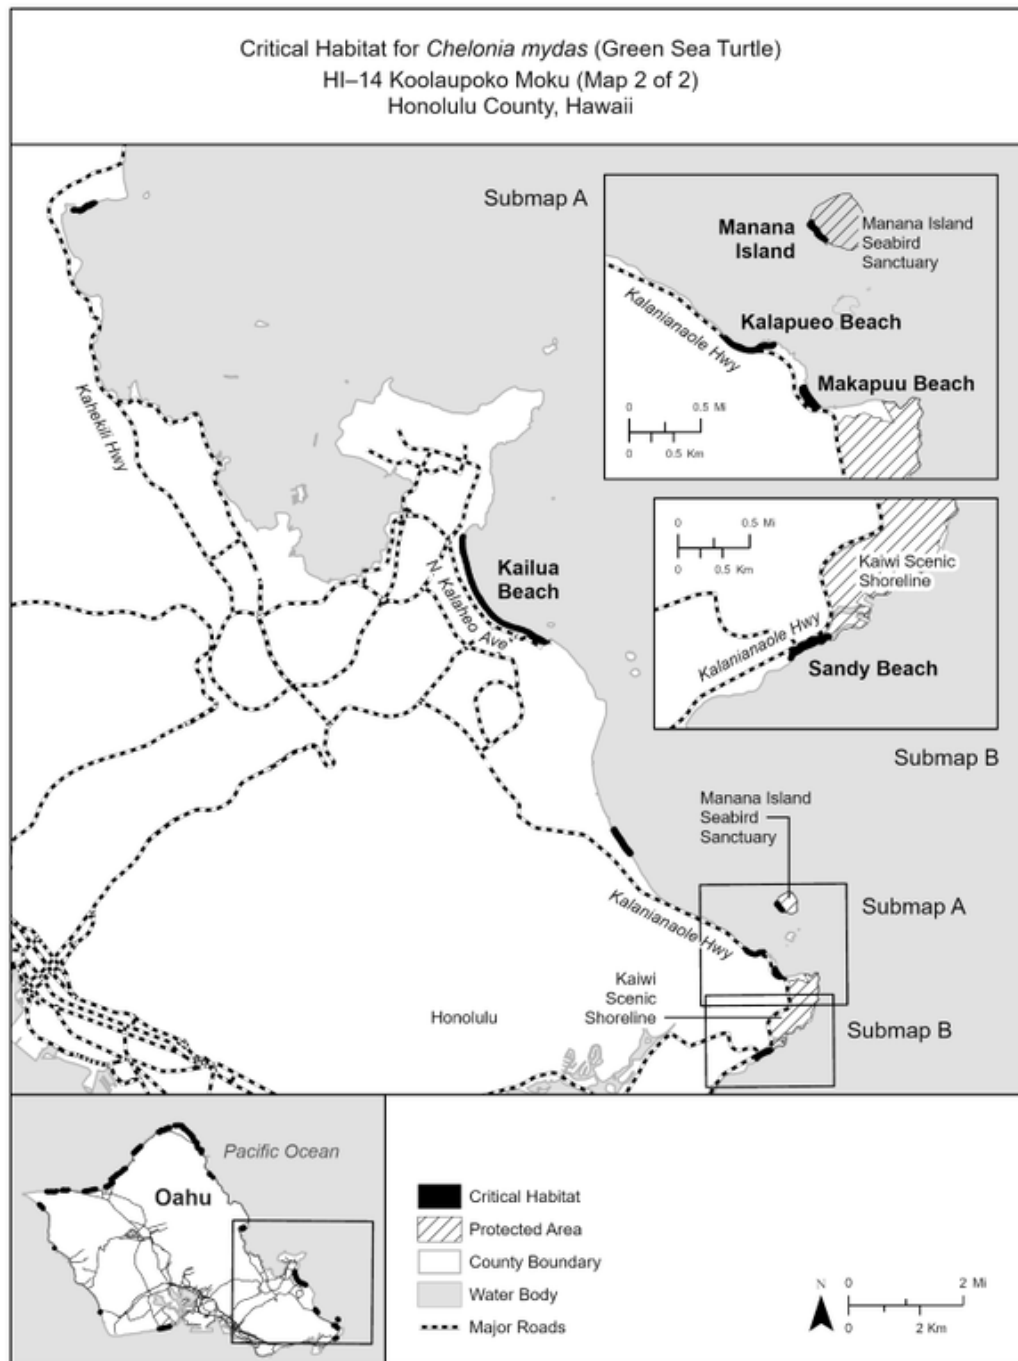 Critical Habitat for Chelonia mydas (Green Sea Turtle)
HI–14 Koolaupoko Moku (Map 2 of 2)
Honolulu County, Hawaii
Submap A
Manana
Island
Manana Island
Seabird
Sanctuary
Kalanianaole Hwy
Kalapueo Beach
Makapuu Beach
0 0.5 Mi
0 0.5 Km
Kahekili Hwy
Kailua
Beach
N. Kalaheo Ave
0 0.5 Mi
0 0.5 Km
Kaiwi Scenic
Shoreline
Kalanianaole Hwy
Sandy Beach
Submap B
Manana Island
Seabird
Sanctuary
Submap A
Kalanianaole Hwy
Kaiwi
Scenic
Shoreline
Honolulu
Submap B
Pacific Ocean
Oahu
Critical Habitat
Protected Area
County Boundary
Water Body
Major Roads
N
0 2 Mi
0 2 Km